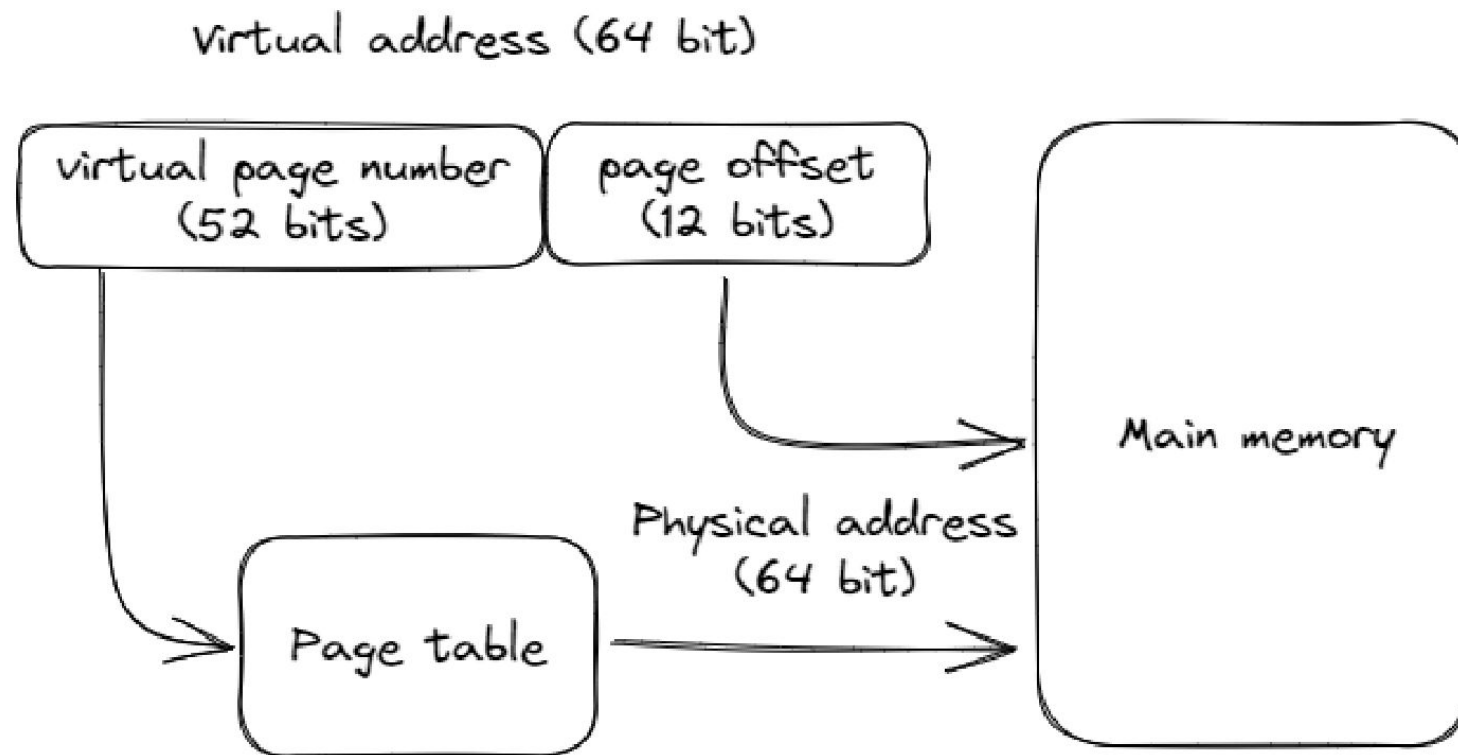 Virtual address (64 bit)
virtual page number
(52 bits)
page offset
(12 bits)
Main memory
Physical address
(64 bit)
Page table